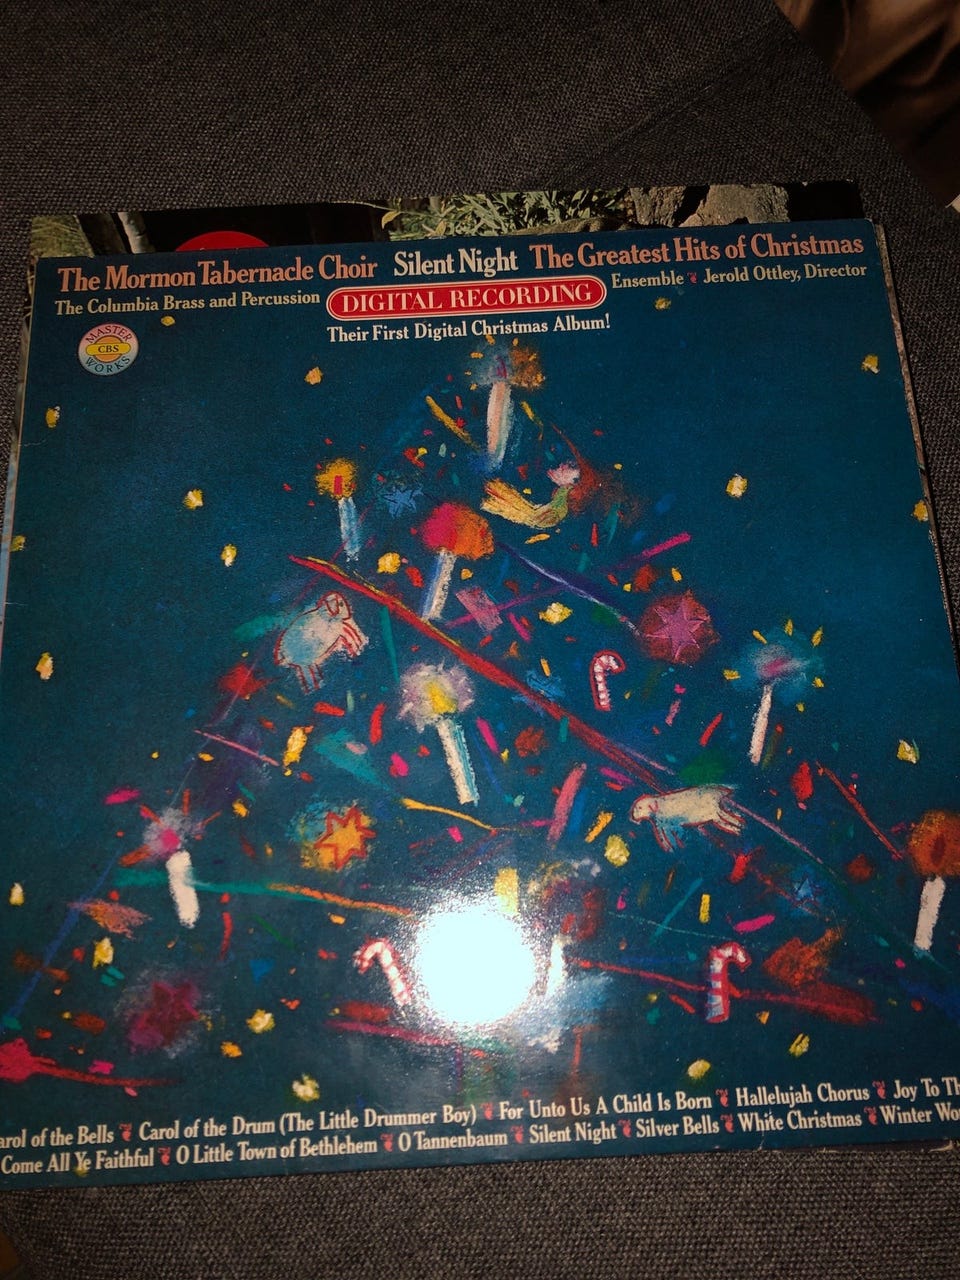 The Mormon Tabernacle Choir Silent Night The Greatest Hits of Christmas
The Columbia Brass and Percussion Ensemble Jerold Ottley, Director
DIGITAL RECORDING
Their First Digital Christmas Album!
MASTER
CBS
WORKS
arol of the Bells Carol of the Drum (The Little Drummer Boy) For Unto Us A Child Is Born Hallelujah Chorus Joy To Th
Come All Ye Faithful O Little Town of Bethlehem O Tannenbaum Silent Night Silver Bells White Christmas Winter Wo